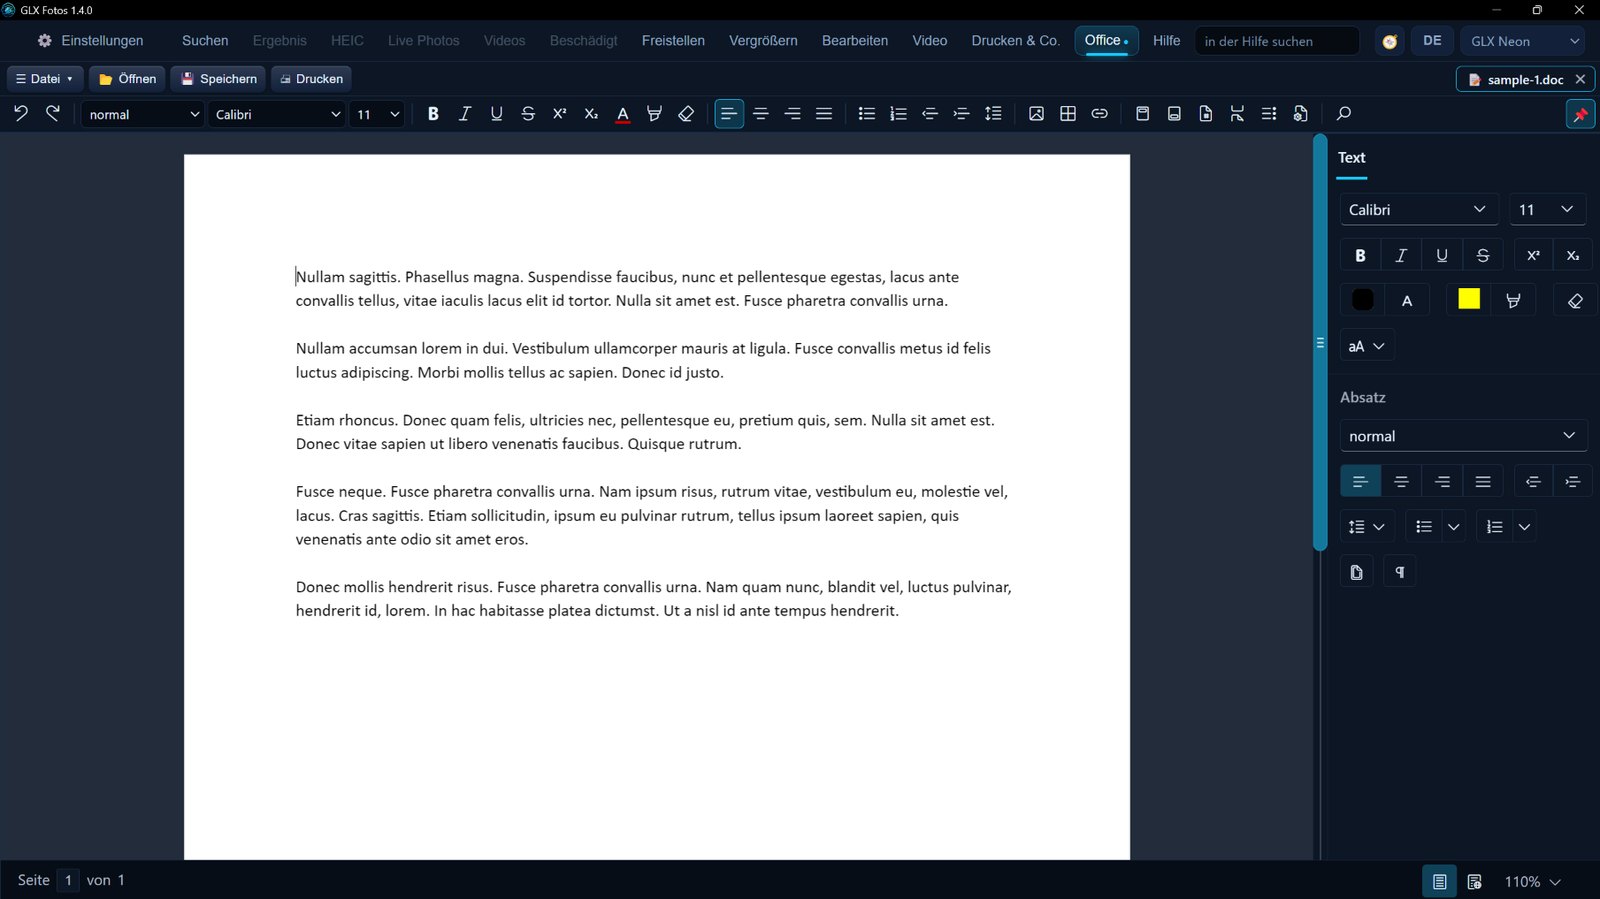 GLX Fotos 1.4.0
Einstellungen Suchen Ergebnis HEIC Live Photos Videos Beschädigt Freistellen Vergrößern Bearbeiten Video Drucken & Co. Office Hilfe in der Hilfe suchen DE GLX Neon
Datei Öffnen Speichern Drucken sample-1.doc
normal Calibri 11 B I U S X² X₂ A
Text
Calibri 11
B I U S X² X₂
A
aA
Absatz
normal
Nullam sagittis. Phasellus magna. Suspendisse faucibus, nunc et pellentesque egestas, lacus ante
convallis tellus, vitae iaculis lacus elit id tortor. Nulla sit amet est. Fusce pharetra convallis urna.
Nullam accumsan lorem in dui. Vestibulum ullamcorper mauris at ligula. Fusce convallis metus id felis
luctus adipiscing. Morbi mollis tellus ac sapien. Donec id justo.
Etiam rhoncus. Donec quam felis, ultricies nec, pellentesque eu, pretium quis, sem. Nulla sit amet est.
Donec vitae sapien ut libero venenatis faucibus. Quisque rutrum.
Fusce neque. Fusce pharetra convallis urna. Nam ipsum risus, rutrum vitae, vestibulum eu, molestie vel,
lacus. Cras sagittis. Etiam sollicitudin, ipsum eu pulvinar rutrum, tellus ipsum laoreet sapien, quis
venenatis ante odio sit amet eros.
Donec mollis hendrerit risus. Fusce pharetra convallis urna. Nam quam nunc, blandit vel, luctus pulvinar,
hendrerit id, lorem. In hac habitasse platea dictumst. Ut a nisl id ante tempus hendrerit.
Seite 1 von 1 110%